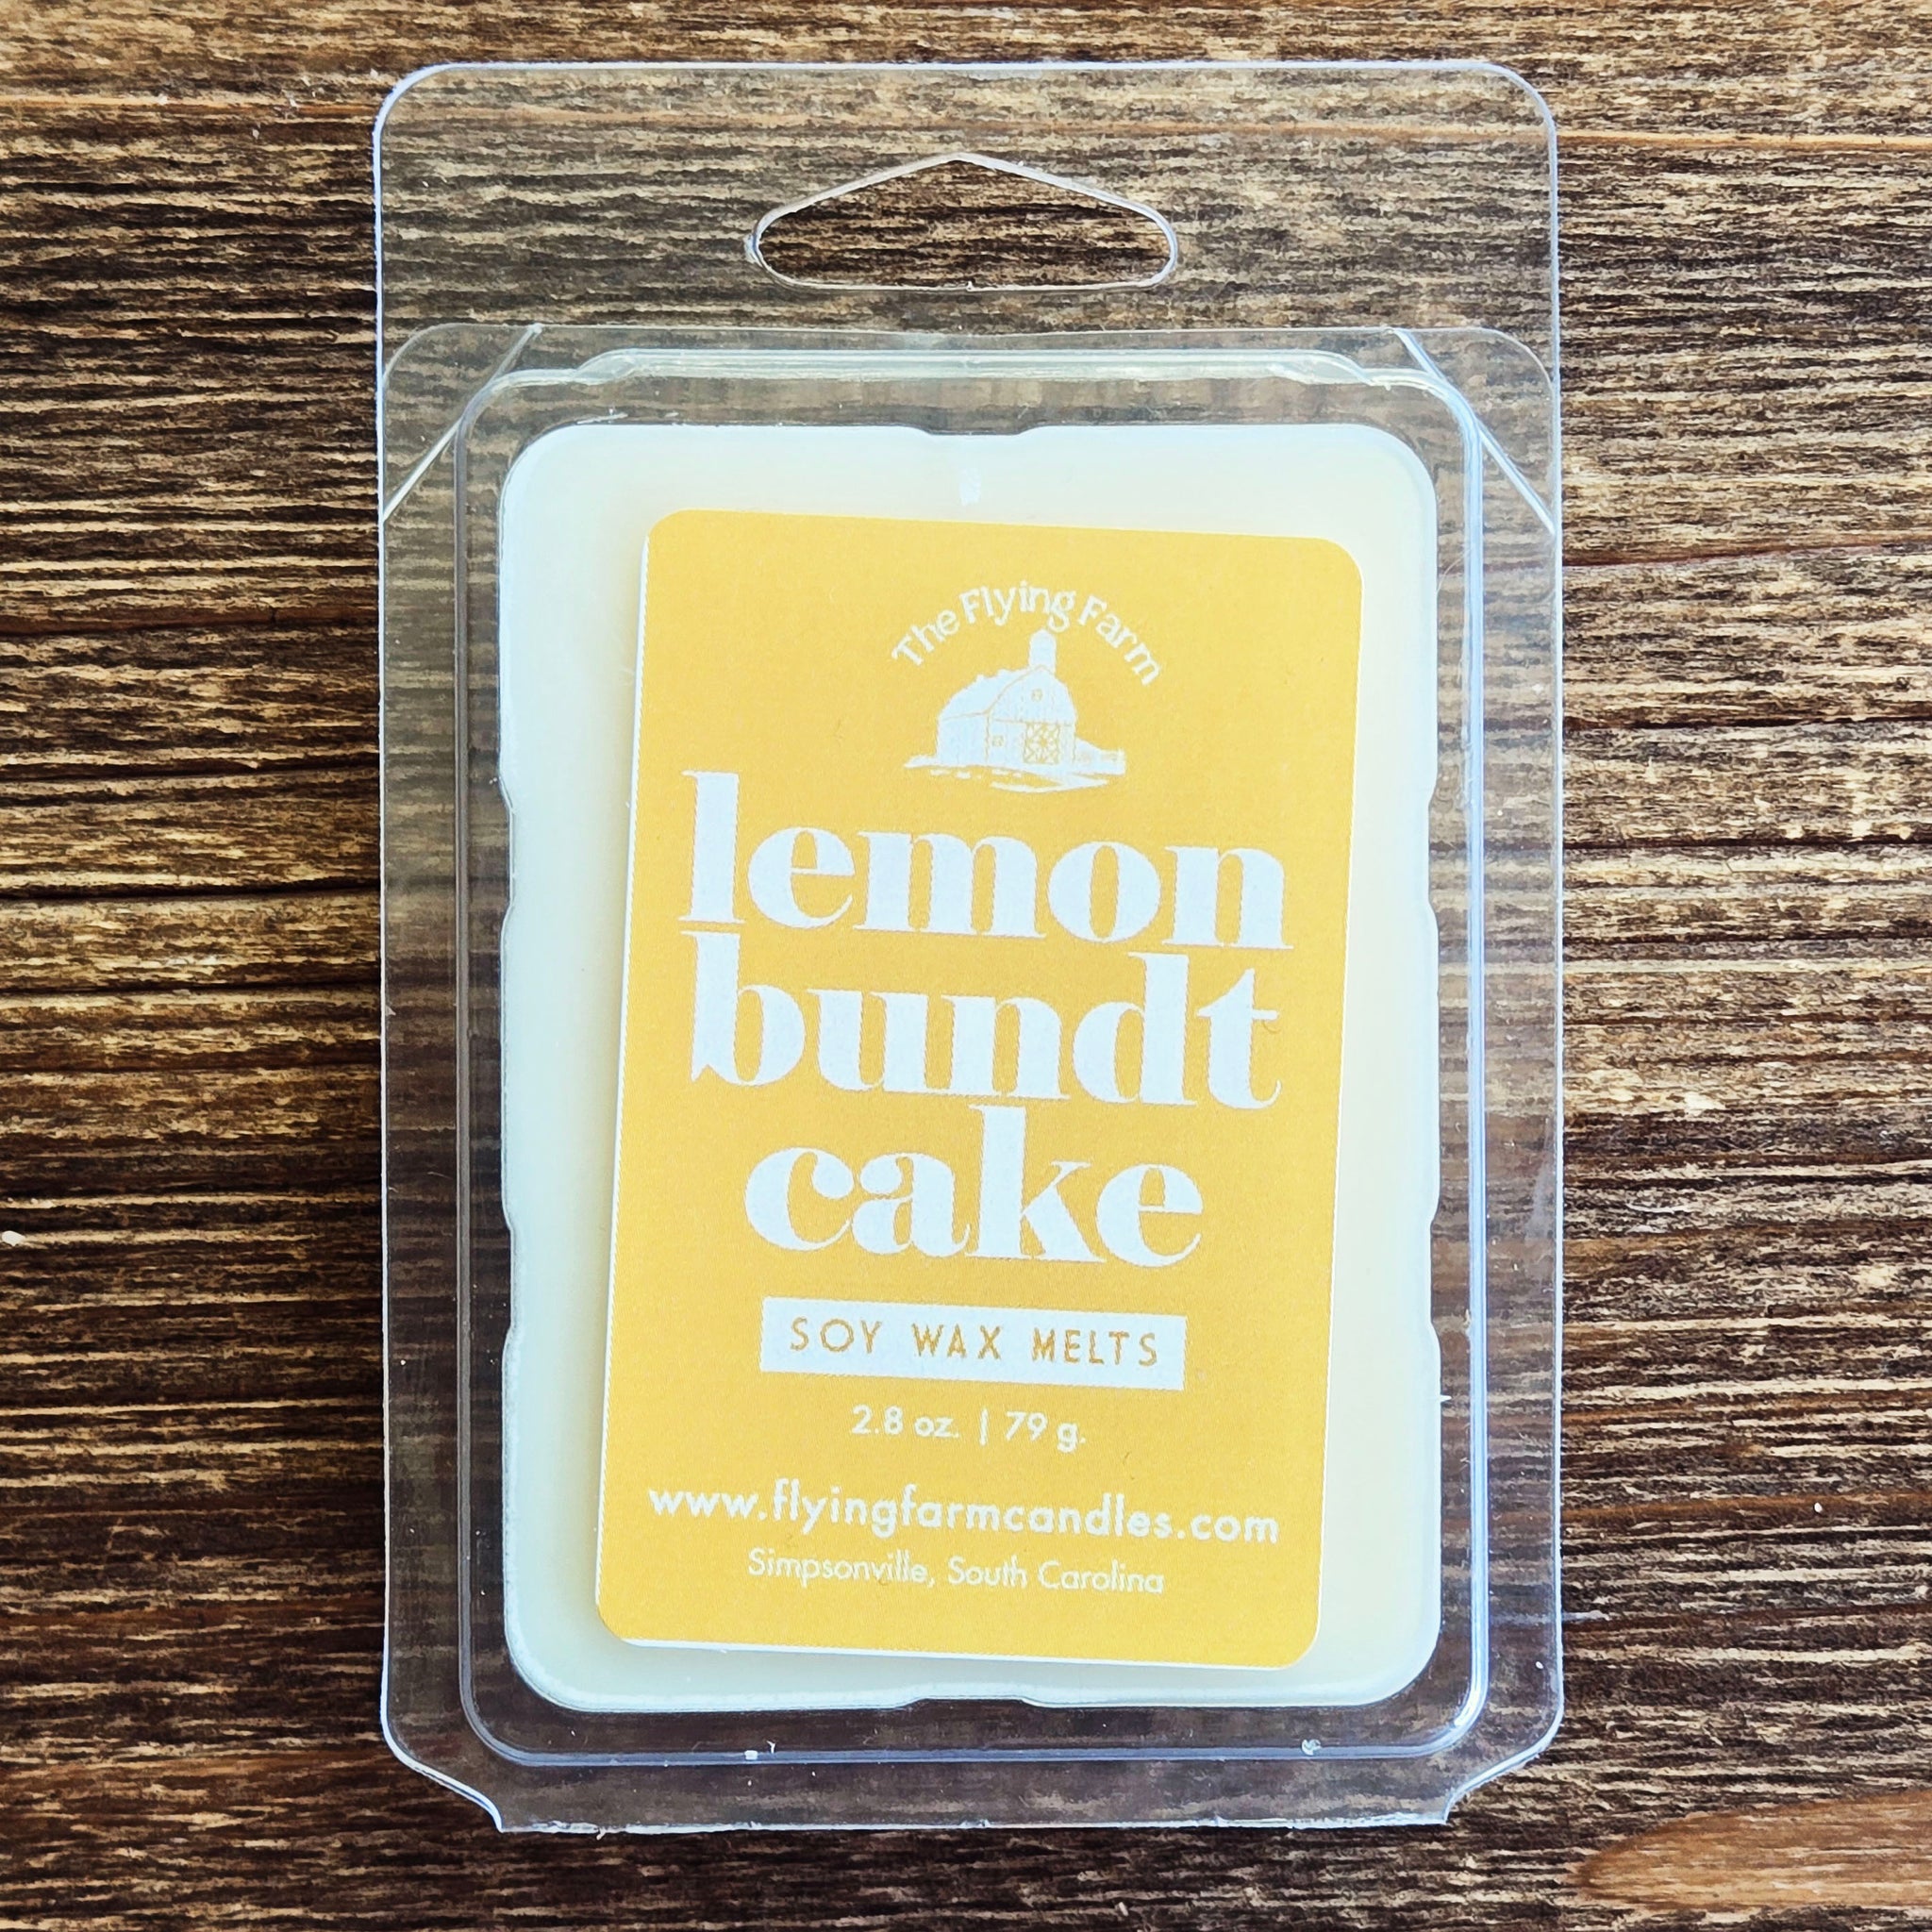 The Flying Farm
lemon
bundt
cake
SOY WAX MELTS
2.8 oz. | 79 g.
www.flyingfarmcandles.com
Simpsonville, South Carolina